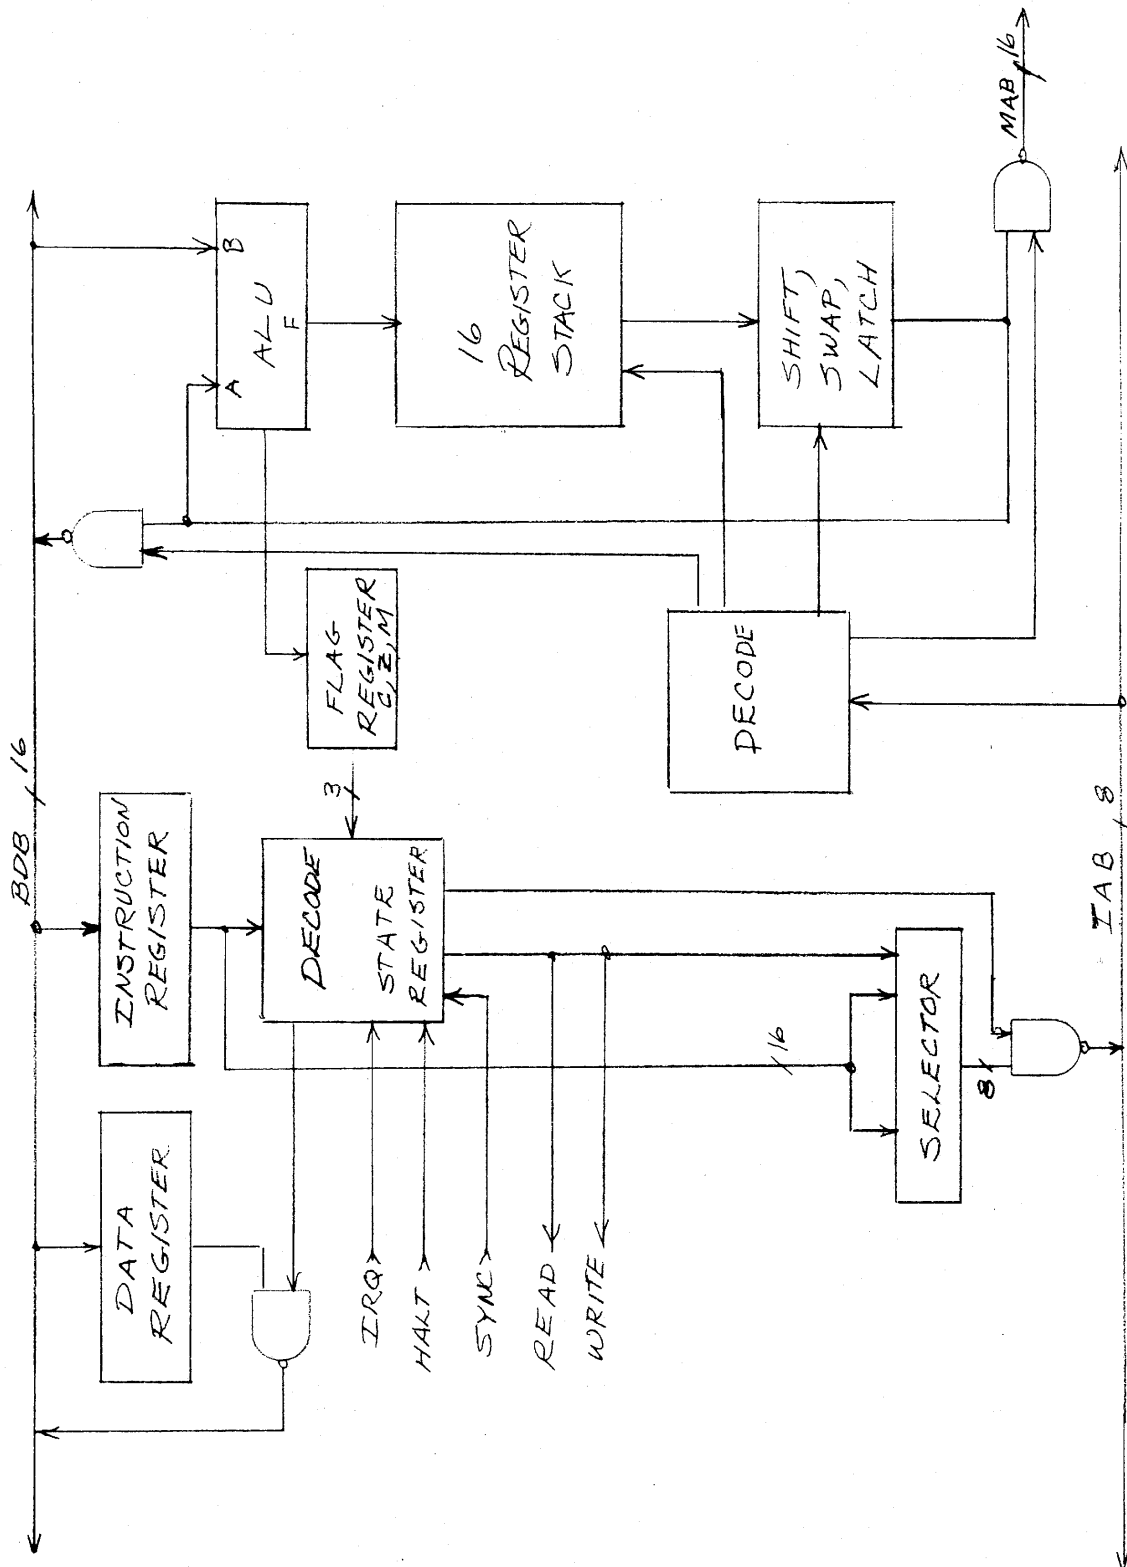 BDB 16
DATA
REGISTER
INSTRUCTION
REGISTER
FLAG
REGISTER
C, Z, M
A
B
ALU
F
3
DECODE
STATE
REGISTER
16
REGISTER
STACK
IRQ
HALT
SYNC
READ
WRITE
DECODE
SHIFT,
SWAP,
LATCH
16
SELECTOR
8
MAB 16
IAB 8